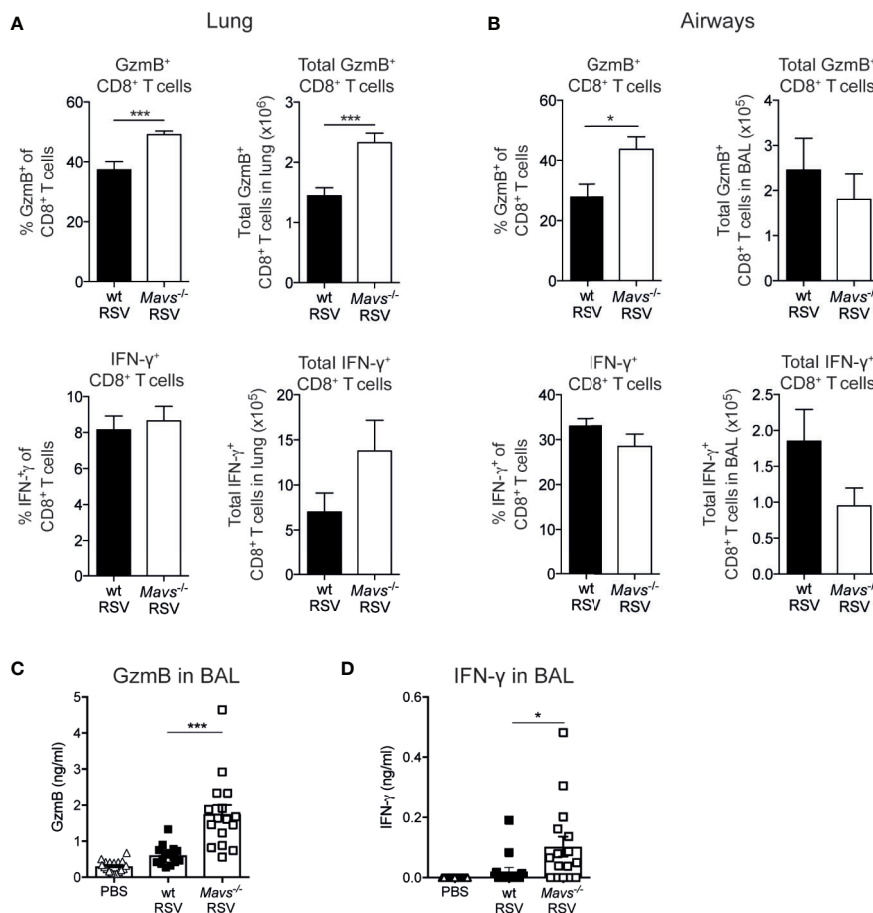 A
Lung
GzmB⁺
CD8⁺ T cells
% GzmB⁺ of
CD8⁺ T cells
60
40
20
0
***
wt
RSV
Mavs⁻/⁻
RSV
Total GzmB⁺
CD8⁺ T cells
Total GzmB⁺
CD8⁺ T cells in lung (x10⁶)
3
2
1
0
***
wt
RSV
Mavs⁻/⁻
RSV
IFN-γ⁺
CD8⁺ T cells
% IFN-⁺γ of
CD8⁺ T cells
10
8
6
4
2
0
wt
RSV
Mavs⁻/⁻
RSV
Total IFN-γ⁺
CD8⁺ T cells
Total IFN-γ⁺
CD8⁺ T cells in lung (x10⁵)
20
15
10
5
0
wt
RSV
Mavs⁻/⁻
RSV
B
Airways
GzmB⁺
CD8⁺ T cells
% GzmB⁺ of
CD8⁺ T cells
60
40
20
0
*
wt
RSV
Mavs⁻/⁻
RSV
Total GzmB⁺
CD8⁺ T cells
Total GzmB⁺
CD8⁺ T cells in BAL (x10⁵)
4
3
2
1
0
wt
RSV
Mavs⁻/
RSV
IFN-γ⁺
CD8⁺ T cells
% IFN-γ⁺ of
CD8⁺ T cells
40
30
20
10
0
wt
RSV
Mavs⁻/⁻
RSV
Total IFN-γ⁺
CD8⁺ T cells
Total IFN-γ⁺
CD8⁺ T cells in BAL (x10⁵)
2.5
2.0
1.5
1.0
0.5
0.0
wt
RSV
Mavs⁻/
RSV
C
GzmB in BAL
GzmB (ng/ml)
5
4
3
2
1
0
***
PBS
wt
RSV
Mavs⁻/⁻
RSV
D
IFN-γ in BAL
IFN-γ (ng/ml)
0.6
0.4
0.2
0.0
*
PBS
wt
RSV
Mavs⁻/⁻
RSV